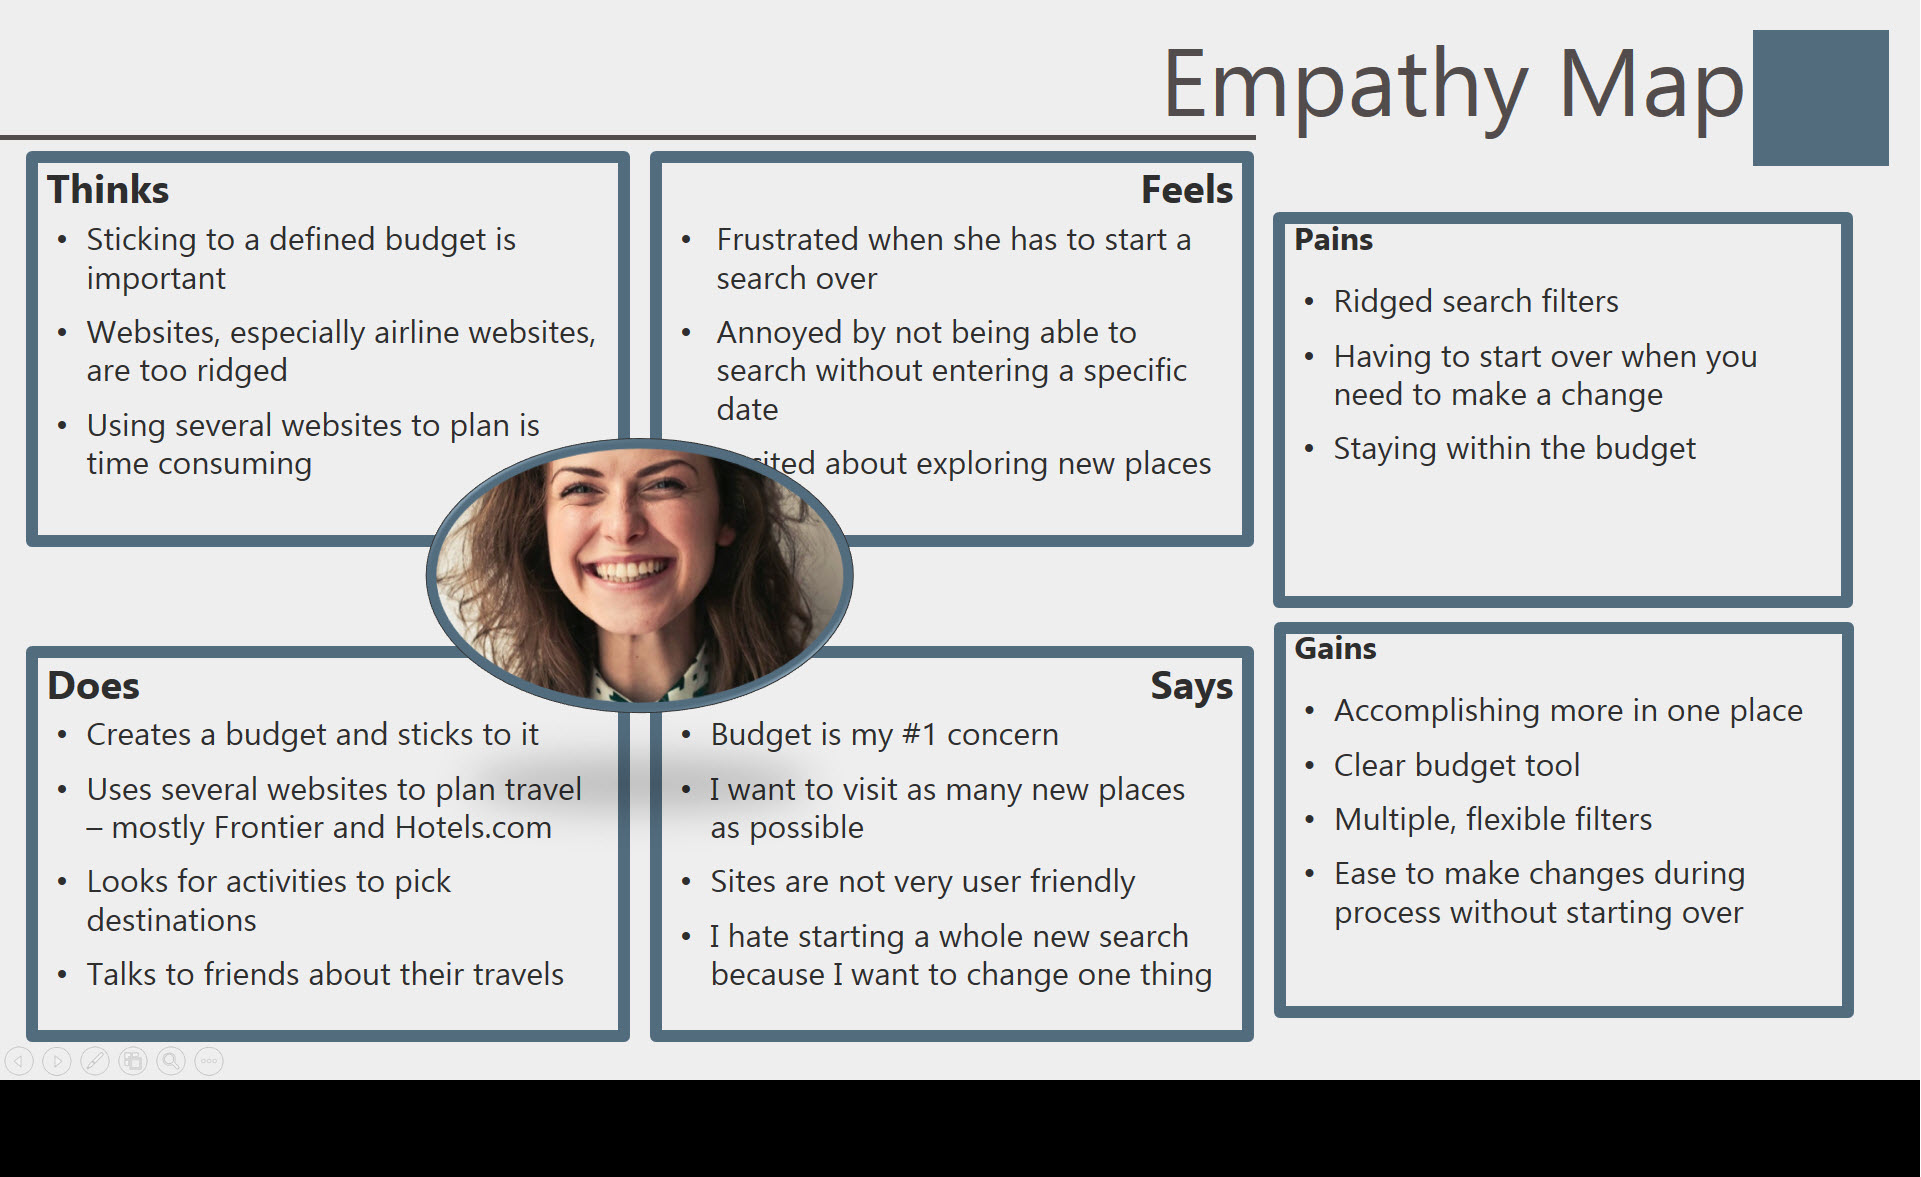 Empathy Map
Thinks
• Sticking to a defined budget is
important
• Websites, especially airline websites,
are too ridged
• Using several websites to plan is
time consuming
Feels
• Frustrated when she has to start a
search over
• Annoyed by not being able to
search without entering a specific
date
about exploring new places
Does
• Creates a budget and sticks to it
• Uses several websites to plan travel
– mostly Frontier and Hotels.com
• Looks for activities to pick
destinations
• Talks to friends about their travels
Says
• Budget is my #1 concern
• I want to visit as many new places
as possible
• Sites are not very user friendly
• I hate starting a whole new search
because I want to change one thing
Pains
• Ridged search filters
• Having to start over when you
need to make a change
• Staying within the budget
Gains
• Accomplishing more in one place
• Clear budget tool
• Multiple, flexible filters
• Ease to make changes during
process without starting over